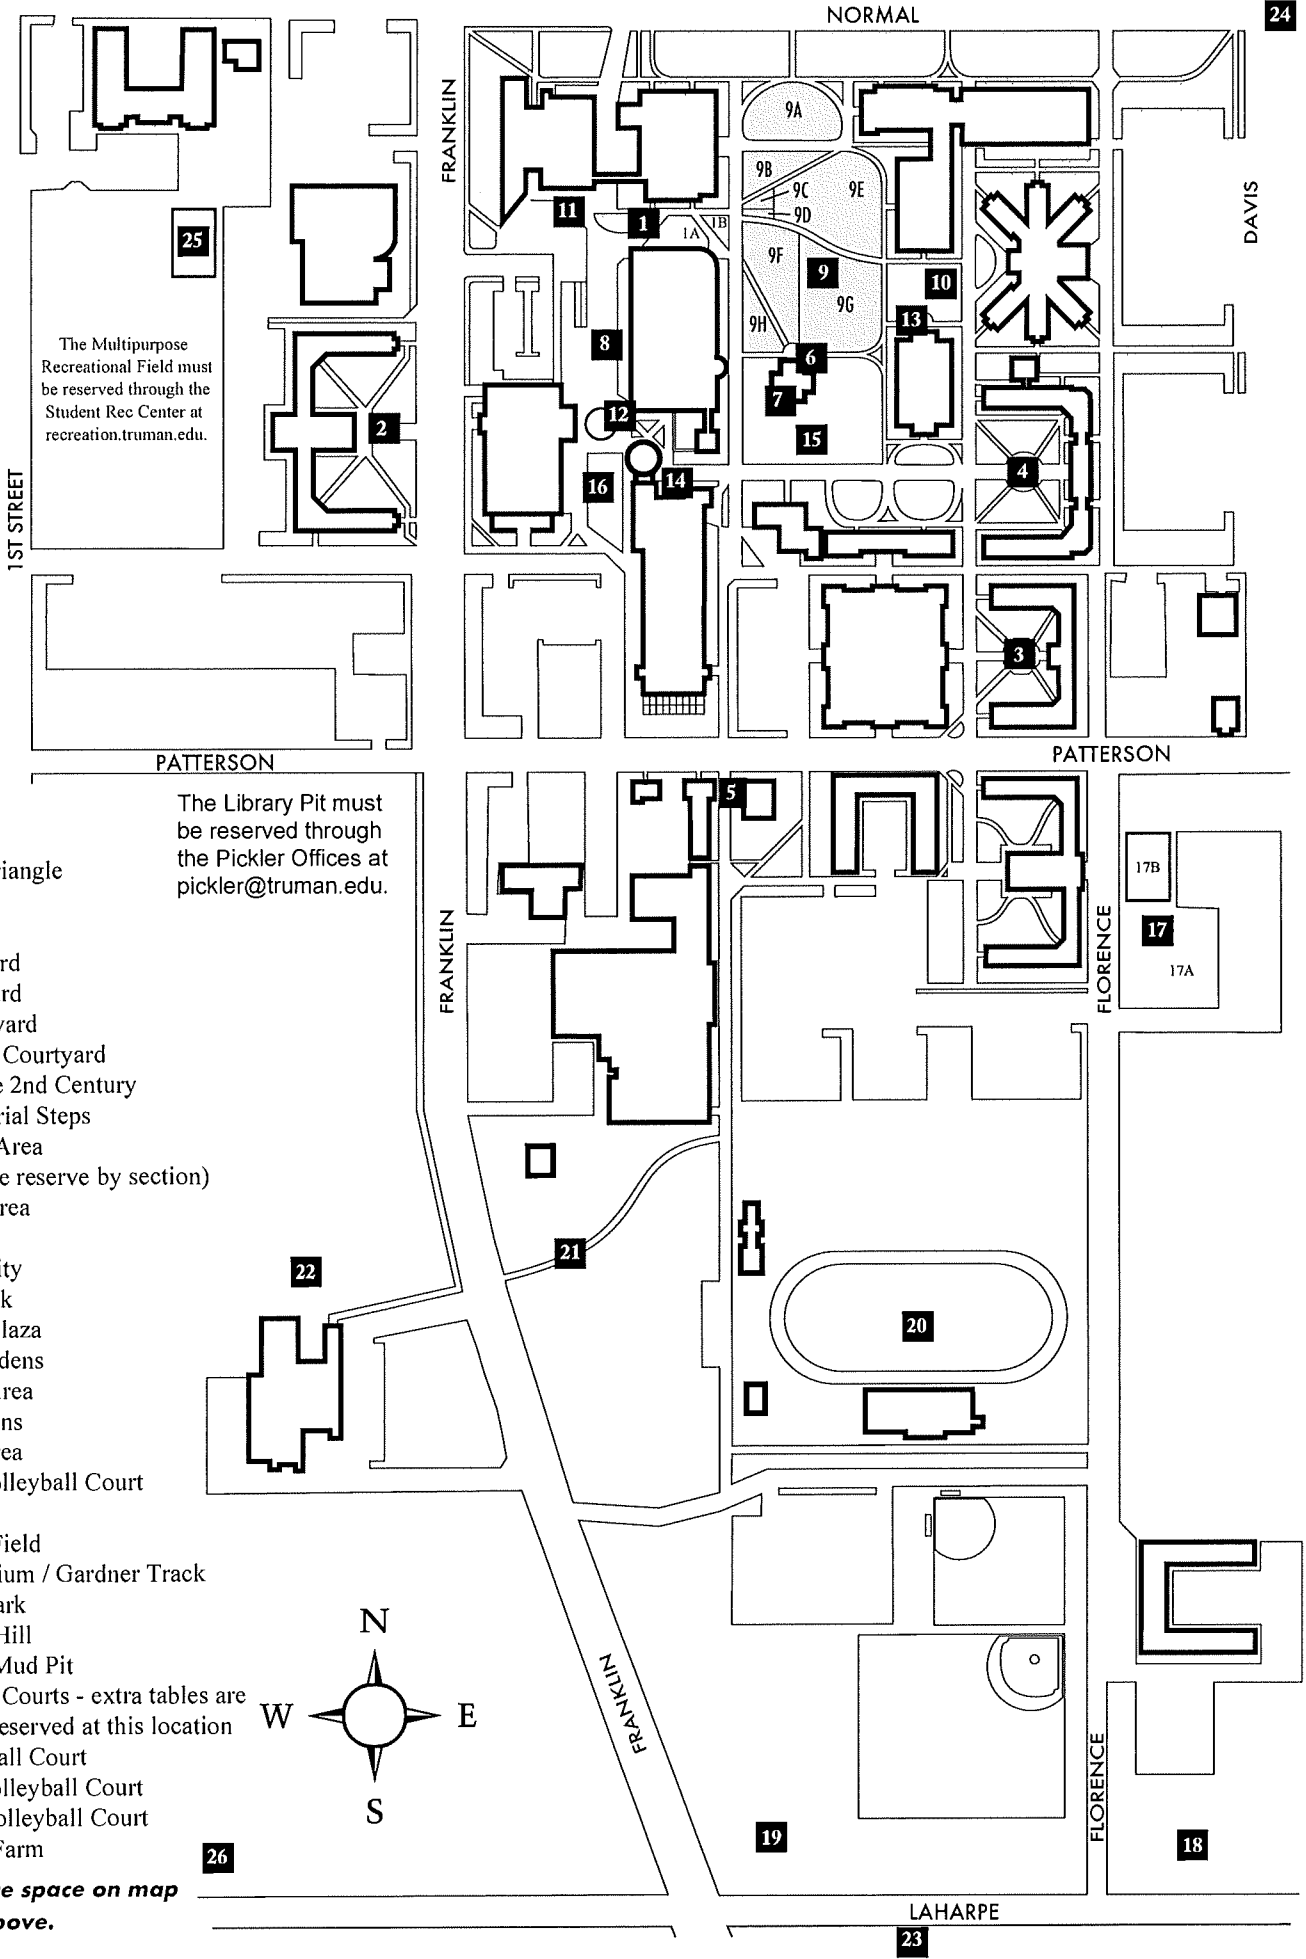 NORMAL
24
FRANKLIN
9A
9B
9C
9D
9E
DAVIS
11
1
1A
1B
25
9F
9
9G
9H
10
13
The Multipurpose
Recreational Field must
be reserved through the
Student Rec Center at
recreation.truman.edu.
8
6
7
12
2
15
4
1ST STREET
16
14
3
PATTERSON
PATTERSON
The Library Pit must
be reserved through
the Pickler Offices at
pickler@truman.edu.
5
17B
17
17A
FRANKLIN
FLORENCE
iangle
rd
rd
yard
Courtyard
e 2nd Century
rial Steps
Area
e reserve by section)
rea
ity
k
laza
dens
rea
ns
rea
olleyball Court
Field
ium / Gardner Track
ark
Hill
Mud Pit
Courts - extra tables are
eserved at this location
all Court
olleyball Court
olleyball Court
Farm
e space on map
bove.
21
22
20
N
W E
S
FRANKLIN
FLORENCE
26
19
18
LAHARPE
23